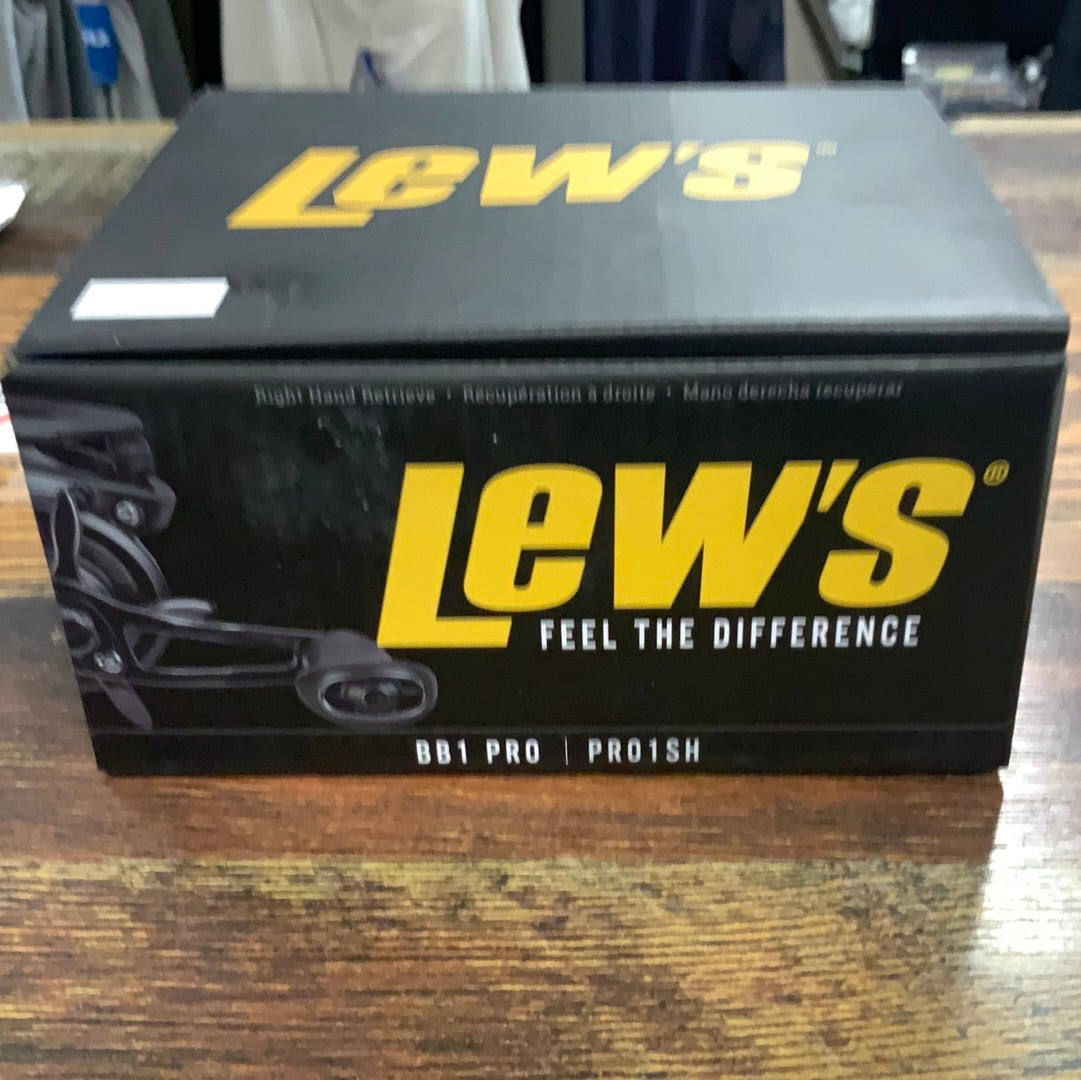 Lew's
Right Hand Retrieve • Récupération à droite • Mano derecha recuperar
Lew's®
FEEL THE DIFFERENCE
BB1 PRO | PRO1SH